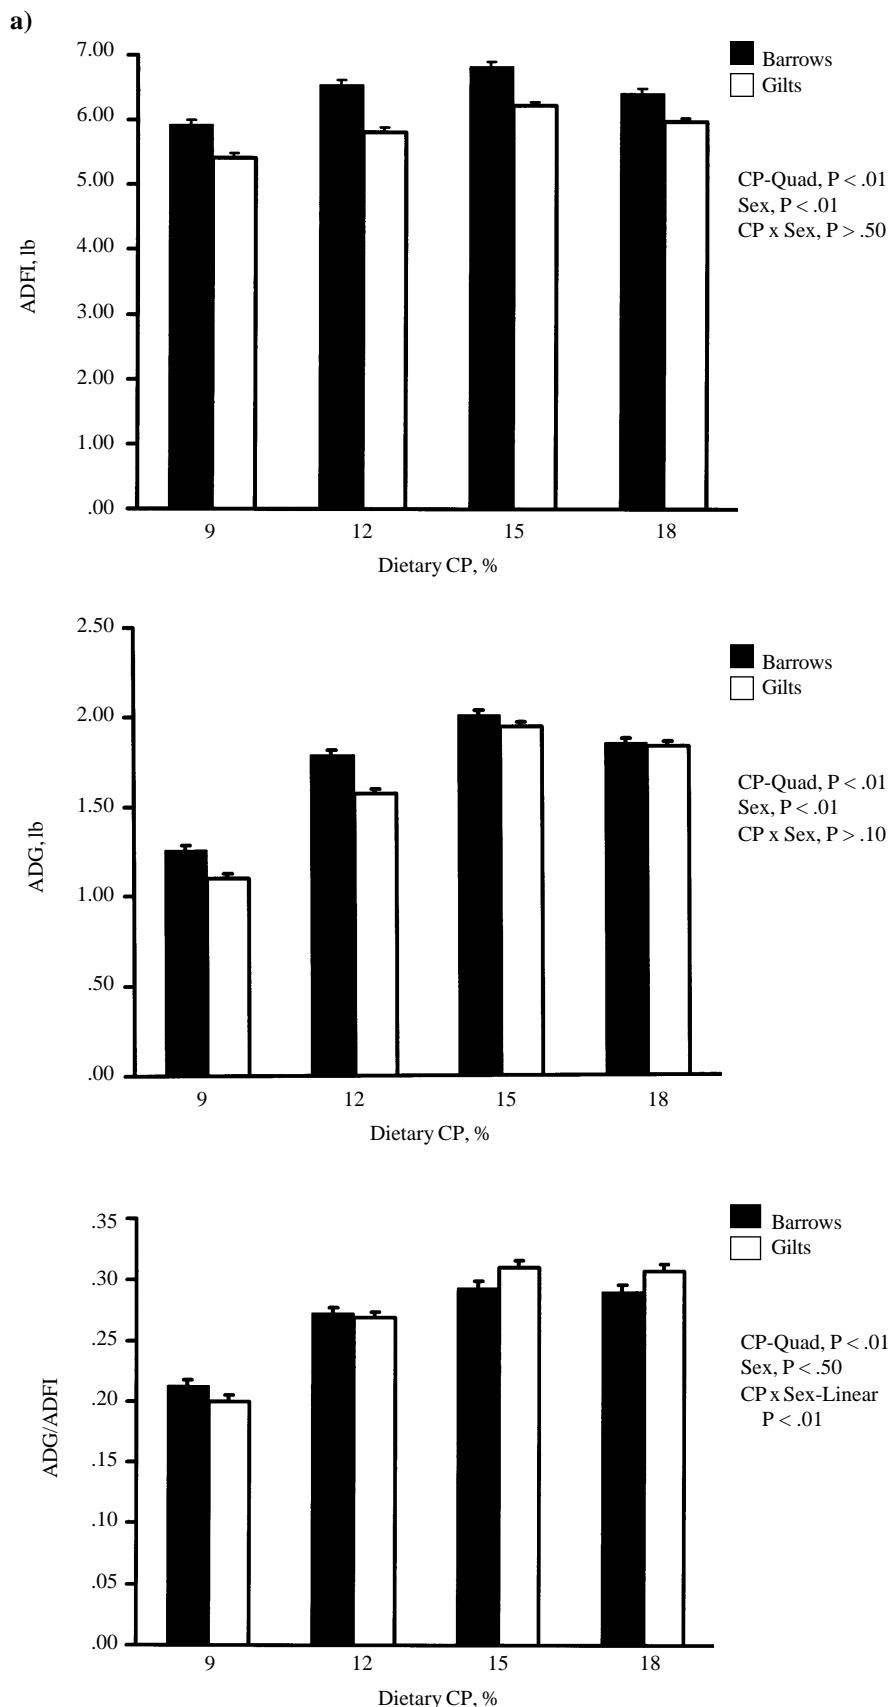 a)
7.00
6.00
5.00
4.00
3.00
2.00
1.00
.00
ADFI, lb
9 12 15 18
Dietary CP, %
Barrows
Gilts
CP-Quad, P < .01
Sex, P < .01
CP x Sex, P > .50
2.50
2.00
1.50
1.00
.50
.00
ADG, lb
9 12 15 18
Dietary CP, %
Barrows
Gilts
CP-Quad, P < .01
Sex, P < .01
CP x Sex, P > .10
.35
.30
.25
.20
.15
.10
.05
.00
ADG/ADFI
9 12 15 18
Dietary CP, %
Barrows
Gilts
CP-Quad, P < .01
Sex, P < .50
CP x Sex-Linear
P < .01